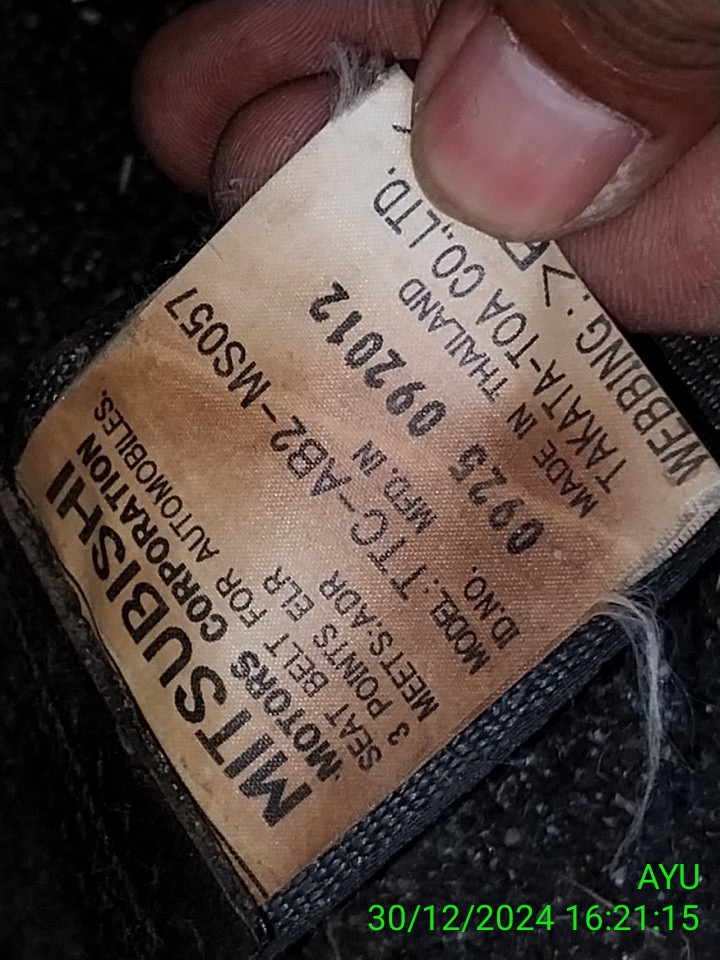 MITSUBISHI
MOTORS CORPORATION
SEAT BELT FOR AUTOMOBILES.
3 POINTS ELR
MEETS:ADR
MODEL: TTC-AB2-MS057
MFD. IN
ID.NO. 0925 092012
MADE IN THAILAND
TAKATA-TOA CO.,LTD.
WEBBING :
AYU
30/12/2024 16:21:15